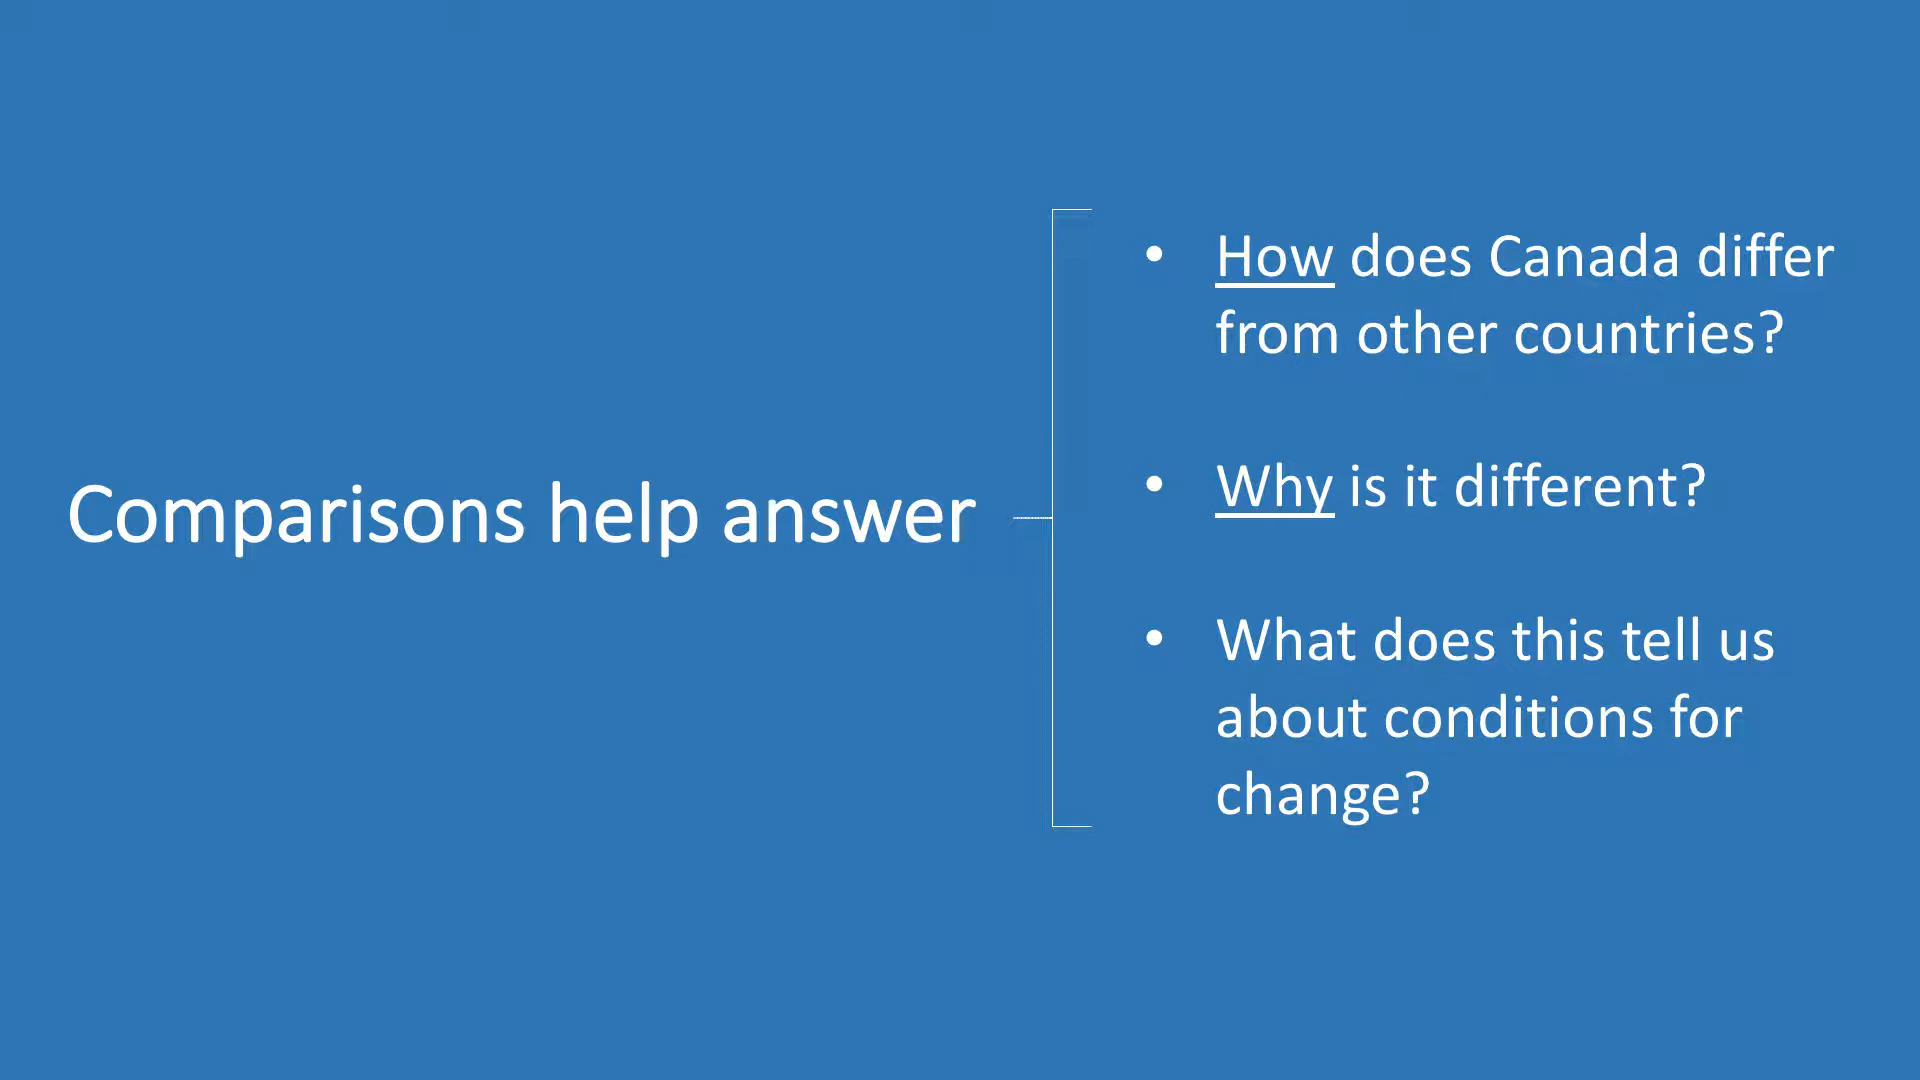 Comparisons help answer
• How does Canada differ
from other countries?
• Why is it different?
• What does this tell us
about conditions for
change?